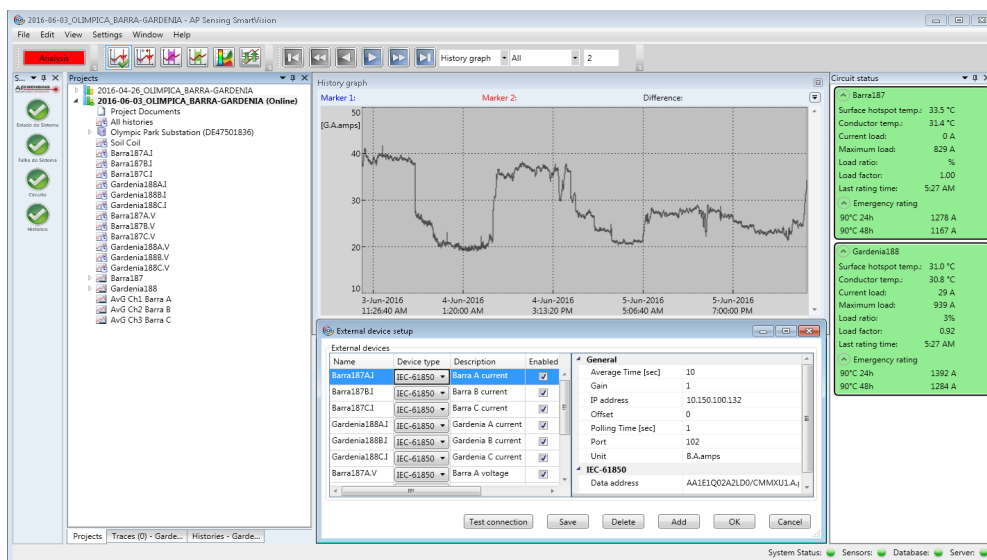 2016-06-03_OLIMPICA_BARRA-GARDENIA - AP Sensing SmartVision
File Edit View Settings Window Help
Analysis
History graph All 2
S...
AP SENSING
Estado do Sistema
Falha do Sistema
Circuito
Histórico
Projects
2016-04-26_OLIMPICA_BARRA-GARDENIA
2016-06-03_OLIMPICA_BARRA-GARDENIA (Online)
Project Documents
All histories
Olympic Park Substation (DE47501836)
Soil Coil
Barra187A.I
Barra187B.I
Barra187C.I
Gardenia188A.I
Gardenia188B.I
Gardenia188C.I
Barra187A.V
Barra187B.V
Barra187C.V
Gardenia188A.V
Gardenia188B.V
Gardenia188C.V
Barra187
Gardenia188
AvG Ch1 Barra A
AvG Ch2 Barra B
AvG Ch3 Barra C
Projects Traces (0) - Garde... Histories - Garde...
History graph
Marker 1: Marker 2: Difference:
[G.A.amps]
50
40
30
20
10
3-Jun-2016 4-Jun-2016 4-Jun-2016 5-Jun-2016 5-Jun-2016
11:26:40 AM 1:20:00 AM 3:13:20 PM 5:06:40 AM 7:00:00 PM
External device setup
External devices
Name Device type Description Enabled
Barra187A.I IEC-61850 Barra A current
Barra187B.I IEC-61850 Barra B current
Barra187C.I IEC-61850 Barra C current
Gardenia188A.I IEC-61850 Gardenia A current
Gardenia188B.I IEC-61850 Gardenia B current
Gardenia188C.I IEC-61850 Gardenia C current
Barra187A.V IEC-61850 Barra A voltage
General
Average Time [sec] 10
Gain 1
IP address 10.150.100.132
Offset 0
Polling Time [sec] 1
Port 102
Unit B.A.amps
IEC-61850
Data address AA1E1Q02A2LD0/CMMXU1.A.
Test connection Save Delete Add OK Cancel
Circuit status
Barra187
Surface hotspot temp.: 33.5 °C
Conductor temp.: 31.4 °C
Current load: 0 A
Maximum load: 829 A
Load ratio: %
Load factor: 1.00
Last rating time: 5:27 AM
Emergency rating
90°C 24h 1278 A
90°C 48h 1167 A
Gardenia188
Surface hotspot temp.: 31.0 °C
Conductor temp.: 30.8 °C
Current load: 29 A
Maximum load: 939 A
Load ratio: 3%
Load factor: 0.92
Last rating time: 5:27 AM
Emergency rating
90°C 24h 1392 A
90°C 48h 1284 A
System Status: Sensors: Database: Server: